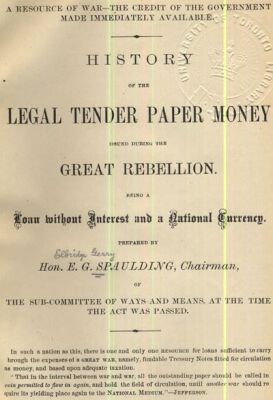 A RESOURCE OF WAR—THE CREDIT OF THE GOVERNMENT
MADE IMMEDIATELY AVAILABLE.
HISTORY
OF THE
LEGAL TENDER PAPER MONEY
ISSUED DURING THE
GREAT REBELLION.
BEING A
Loan without Interest and a National Currency.
PREPARED BY
Elbridge Gerry
Hon. E. G. SPAULDING, Chairman,
OF
THE SUB-COMMITTEE OF WAYS AND MEANS, AT THE TIME
THE ACT WAS PASSED.
In such a nation as this, there is one and only one RESOURCE for loans sufficient to carry
through the expenses of a GREAT WAR, namely, fundable Treasury Notes fitted for circulation
as money, and based upon adequate taxation.
"That in the interval between war and war, all the outstanding paper should be called in
coin permitted to flow in again, and hold the field of circulation, until another war should re
quire its yielding place again to the NATIONAL MEDIUM."—JEFFERSON.
UNIVERSITY OF TORONTO LIBRARY